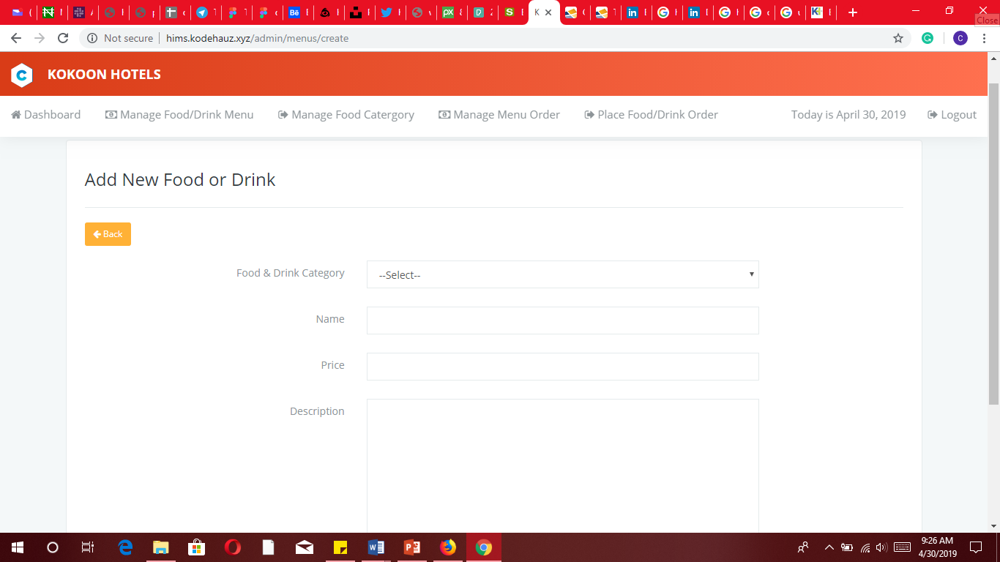 Close
Not secure
hims.kodehauz.xyz/admin/menus/create
KOKOON HOTELS
Dashboard
Manage Food/Drink Menu
Manage Food Catergory
Manage Menu Order
Place Food/Drink Order
Today is April 30, 2019
Logout
Add New Food or Drink
Back
Food & Drink Category
--Select--
Name
Price
Description
9:26 AM
4/30/2019